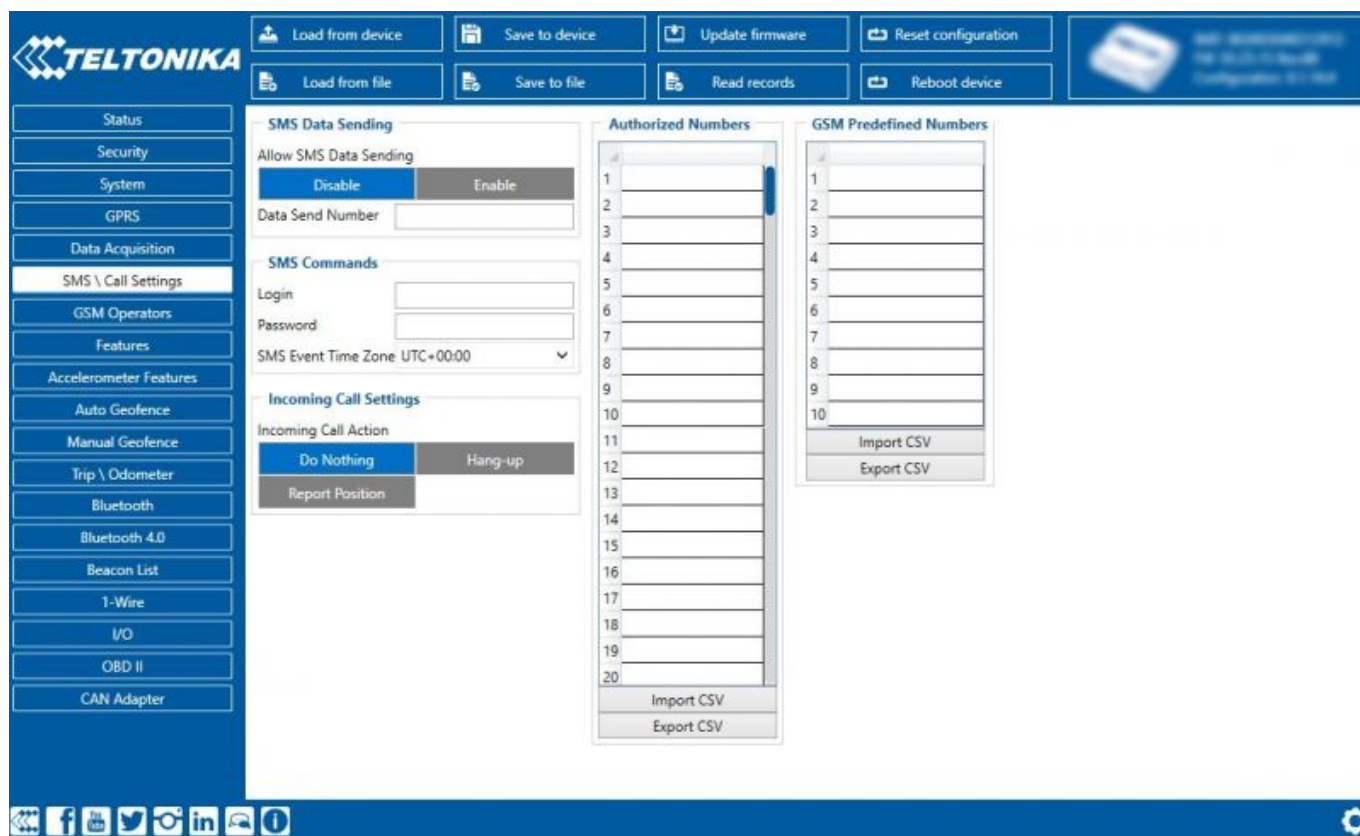 TELTONIKA
Load from device
Save to device
Update firmware
Reset configuration
Load from file
Save to file
Read records
Reboot device
Status
Security
System
GPRS
Data Acquisition
SMS \ Call Settings
GSM Operators
Features
Accelerometer Features
Auto Geofence
Manual Geofence
Trip \ Odometer
Bluetooth
Bluetooth 4.0
Beacon List
1-Wire
I/O
OBD II
CAN Adapter
SMS Data Sending
Allow SMS Data Sending
Disable
Enable
Data Send Number
SMS Commands
Login
Password
SMS Event Time Zone UTC+00:00
Incoming Call Settings
Incoming Call Action
Do Nothing
Hang-up
Report Position
Authorized Numbers
1
2
3
4
5
6
7
8
9
10
11
12
13
14
15
16
17
18
19
20
Import CSV
Export CSV
GSM Predefined Numbers
1
2
3
4
5
6
7
8
9
10
Import CSV
Export CSV